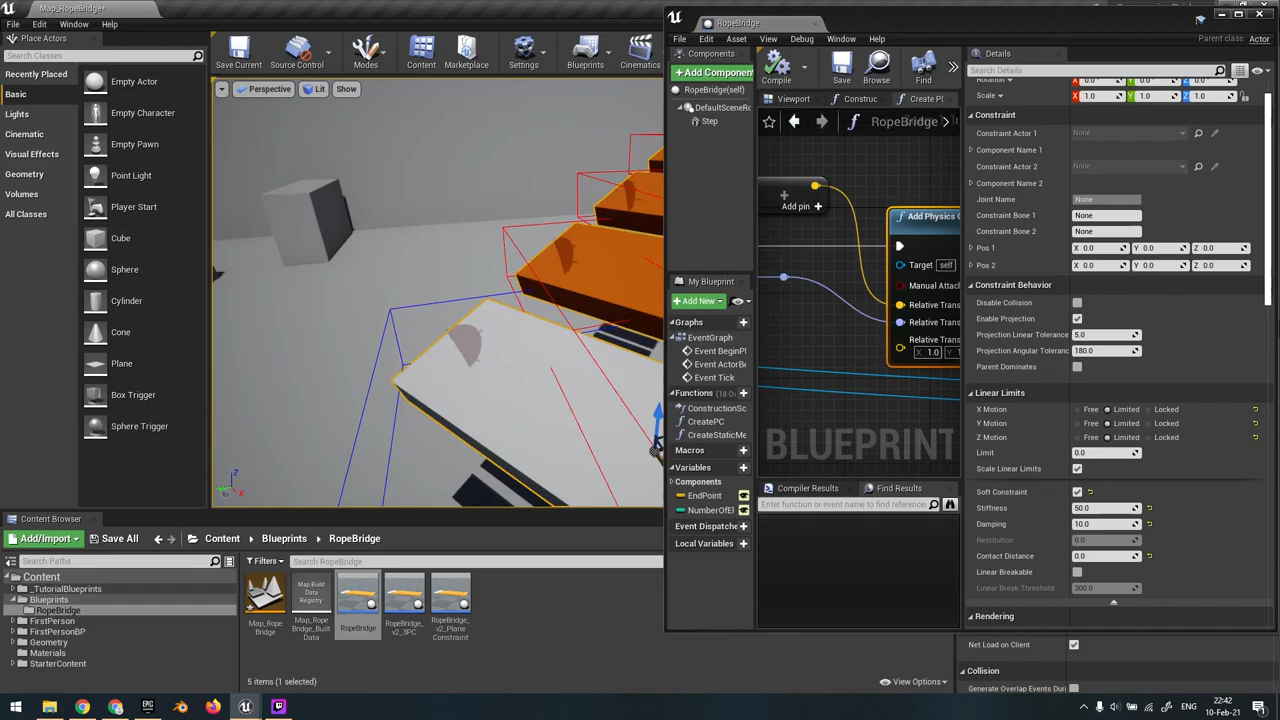 Map_RopeBridge*
File Edit Window Help
Place Actors
Search Classes
Recently Placed
Basic
Lights
Cinematic
Visual Effects
Geometry
Volumes
All Classes
Empty Actor
Empty Character
Empty Pawn
Point Light
Player Start
Cube
Sphere
Cylinder
Cone
Plane
Box Trigger
Sphere Trigger
Save Current
Source Control
Modes
Content
Marketplace
Settings
Blueprints
Cinematics
Perspective
Lit
Show
Z
X
RopeBridge
Parent class: Actor
File Edit Asset View Debug Window Help
Components
+ Add Component
RopeBridge(self)
DefaultSceneRo
Step
Compile
Save
Browse
Find
Viewport
Construc
Create PC
RopeBridge
Add pin
Add Physics C
Target self
Manual Attach
Relative Trans
Relative Trans
Relative Trans
X 1.0
BLUEPRINT
My Blueprint
+ Add New
Graphs
EventGraph
Event BeginPl
Event ActorBe
Event Tick
Functions (18 O
ConstructionSc
CreatePC
CreateStaticMe
Macros
Variables
Components
EndPoint
NumberOfEl
Event Dispatche
Local Variables
Compiler Results
Find Results
Enter function or event name to find reference
Details
Search Details
Scale X 1.0 Y 1.0 Z 1.0
Constraint
Constraint Actor 1 None
Component Name 1
Constraint Actor 2 None
Component Name 2
Joint Name None
Constraint Bone 1 None
Constraint Bone 2 None
Pos 1 X 0.0 Y 0.0 Z 0.0
Pos 2 X 0.0 Y 0.0 Z 0.0
Constraint Behavior
Disable Collision
Enable Projection
Projection Linear Tolerance 5.0
Projection Angular Toleranc 180.0
Parent Dominates
Linear Limits
X Motion Free Limited Locked
Y Motion Free Limited Locked
Z Motion Free Limited Locked
Limit 0.0
Scale Linear Limits
Soft Constraint
Stiffness 50.0
Damping 10.0
Restitution 0.0
Contact Distance 0.0
Linear Breakable
Linear Break Threshold 300.0
Rendering
Net Load on Client
Collision
Generate Overlap Events Duri
Content Browser
Add/Import
Save All
Content
Blueprints
RopeBridge
Search Paths
Filters
Search RopeBridge
Content
_TutorialBlueprints
Blueprints
RopeBridge
FirstPerson
FirstPersonBP
Geometry
Materials
StarterContent
Map Build Data Registry
Map_Rope Bridge
Map_Rope Bridge_Built Data
RopeBridge
RopeBridge _v2_3PC
RopeBridge _v2_Plane Constraint
5 items (1 selected)
View Options
EPIC
22:42
10-Feb-21